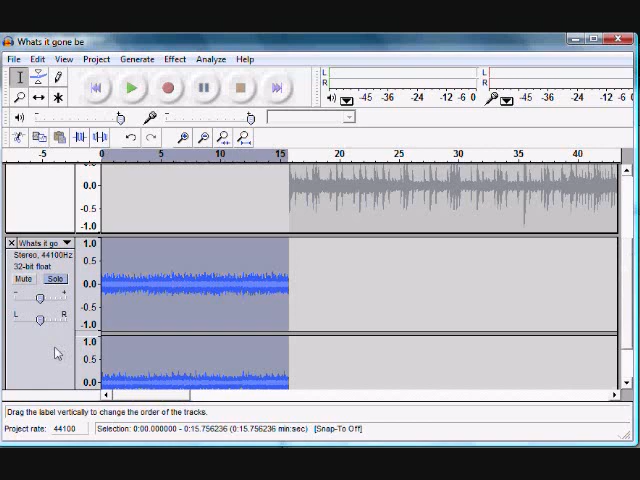 Whats it gone be
File Edit View Project Generate Effect Analyze Help
L
R
-45 -36 -24 -12 -6 0
L
R
-45 -36 -24 -12 -6 0
-5 0 5 10 15 20 25 30 35 40
0.0
-0.5
-1.0
Whats it go
Stereo, 44100Hz
32-bit float
Mute Solo
- +
L R
1.0
0.5
0.0
-0.5
-1.0
1.0
0.5
0.0
Drag the label vertically to change the order of the tracks.
Project rate: 44100 Selection: 0:00.000000 - 0:15.756236 (0:15.756236 min:sec) [Snap-To Off]